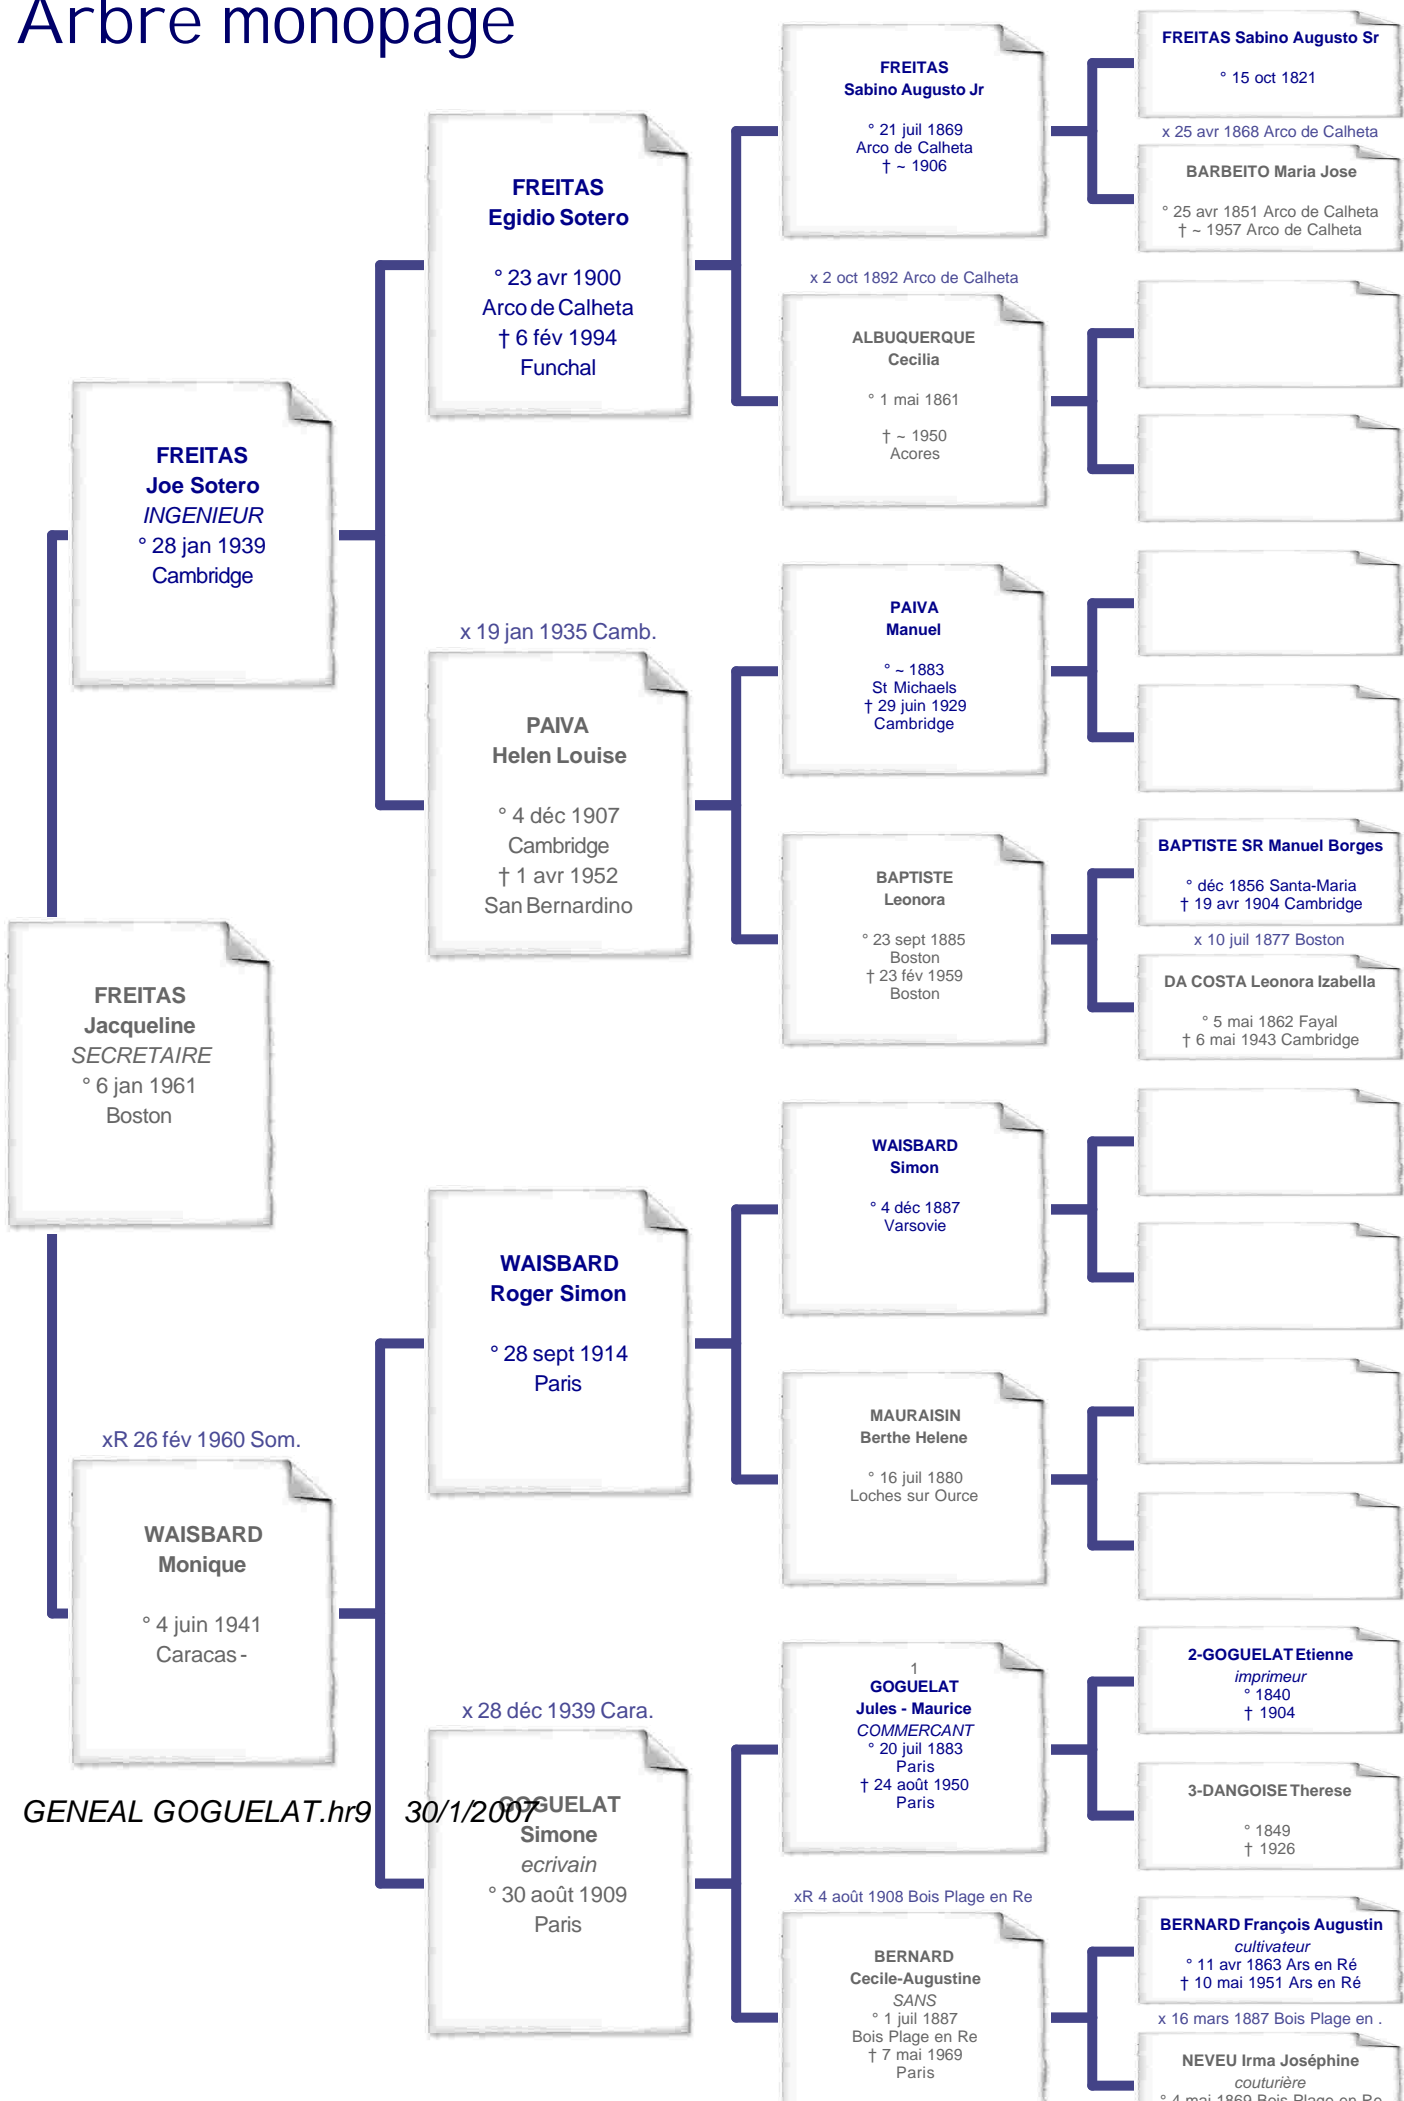 Arbre monopage
FREITAS
Jacqueline
SECRETAIRE
° 6 jan 1961
Boston
FREITAS
Joe Sotero
INGENIEUR
° 28 jan 1939
Cambridge
xR 26 fév 1960 Som.
WAISBARD
Monique
° 4 juin 1941
Caracas -
FREITAS
Egidio Sotero
° 23 avr 1900
Arco de Calheta
† 6 fév 1994
Funchal
x 19 jan 1935 Camb.
PAIVA
Helen Louise
° 4 déc 1907
Cambridge
† 1 avr 1952
San Bernardino
WAISBARD
Roger Simon
° 28 sept 1914
Paris
x 28 déc 1939 Cara.
GOGUELAT
Simone
ecrivain
° 30 août 1909
Paris
FREITAS
Sabino Augusto Jr
° 21 juil 1869
Arco de Calheta
† ~ 1906
x 2 oct 1892 Arco de Calheta
ALBUQUERQUE
Cecilia
° 1 mai 1861
† ~ 1950
Acores
PAIVA
Manuel
° ~ 1883
St Michaels
† 29 juin 1929
Cambridge
BAPTISTE
Leonora
° 23 sept 1885
Boston
† 23 fév 1959
Boston
WAISBARD
Simon
° 4 déc 1887
Varsovie
MAURAISIN
Berthe Helene
° 16 juil 1880
Loches sur Ource
1
GOGUELAT
Jules - Maurice
COMMERCANT
° 20 juil 1883
Paris
† 24 août 1950
Paris
xR 4 août 1908 Bois Plage en Re
BERNARD
Cecile-Augustine
SANS
° 1 juil 1887
Bois Plage en Re
† 7 mai 1969
Paris
FREITAS Sabino Augusto Sr
° 15 oct 1821
x 25 avr 1868 Arco de Calheta
BARBEITO Maria Jose
° 25 avr 1851 Arco de Calheta
† ~ 1957 Arco de Calheta
BAPTISTE SR Manuel Borges
° déc 1856 Santa-Maria
† 19 avr 1904 Cambridge
x 10 juil 1877 Boston
DA COSTA Leonora Izabella
° 5 mai 1862 Fayal
† 6 mai 1943 Cambridge
2-GOGUELAT Etienne
imprimeur
° 1840
† 1904
3-DANGOISE Therese
° 1849
† 1926
BERNARD François Augustin
cultivateur
° 11 avr 1863 Ars en Ré
† 10 mai 1951 Ars en Ré
x 16 mars 1887 Bois Plage en .
NEVEU Irma Joséphine
couturière
° 4 mai 1869 Bois Plage en Re
GENEAL GOGUELAT.hr9 30/1/2007